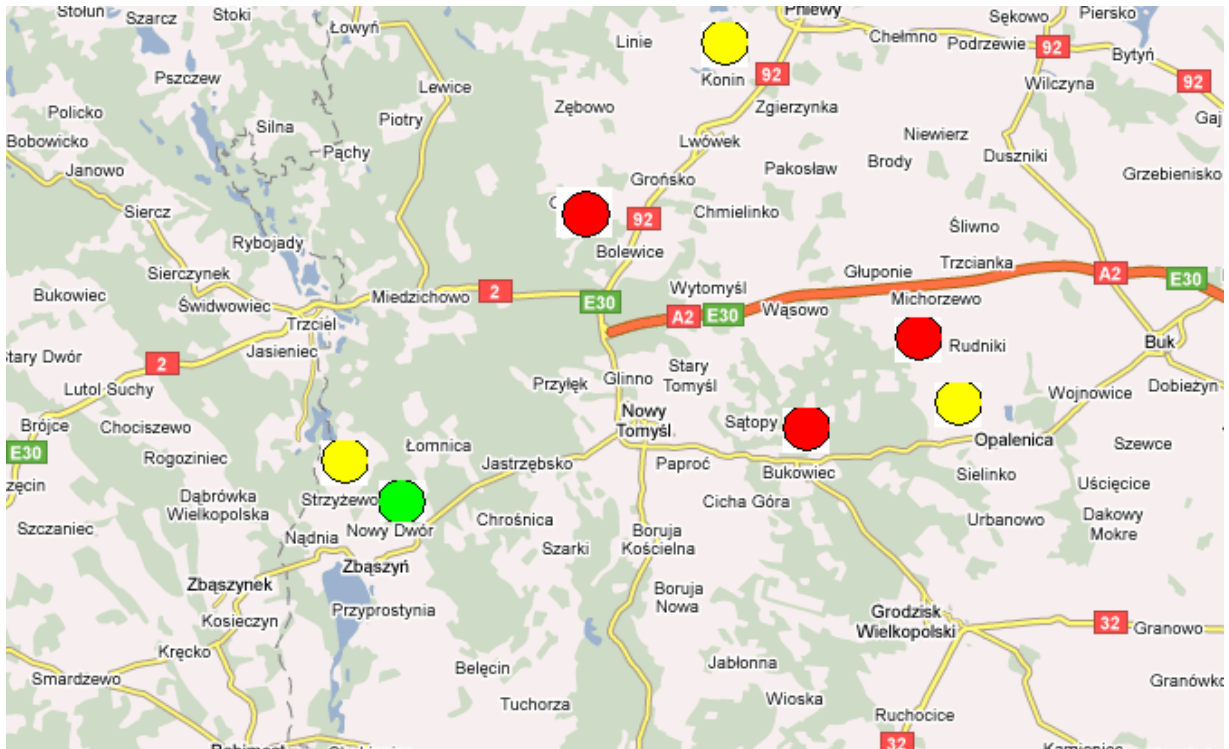 Stołun
Szarcz
Stoki
Łowyń
Linie
Pniewy
Chełmno
Sękowo
Piersko
Podrzewie
92
Bytyń
Pszczew
Konin
92
Lewice
Wilczyna
92
Policko
Zębowo
Zgierzynka
Gaj
Silna
Piotry
Bobowicko
Pąchy
Lwówek
Niewierz
Duszniki
Janowo
Pakosław
Brody
Grzebienisko
Grońsko
Siercz
92
Chmielinko
Śliwno
Rybojady
Bolewice
Sierczynek
Głuponie
Trzcianka
A2
E30
Bukowiec
Świdwowiec
Miedzichowo
2
E30
Wytomyśl
Michorzewo
Trzciel
A2
E30
Wąsowo
Stary Dwór
Jasieniec
Rudniki
Buk
2
Stary
Tomyśl
Lutol Suchy
Przyłęk
Glinno
Wojnowice
Dobieżyn
Brójce
Chociszewo
Nowy
Tomyśl
Sątopy
E30
Rogoziniec
Łomnica
Jastrzębsko
Paproć
Bukowiec
Opalenica
Szewce
Sielinko
Uścięcice
Dąbrówka
Wielkopolska
Strzyżewo
Cicha Góra
Szczaniec
Nądnia
Nowy Dwór
Chrośnica
Boruja
Kościelna
Urbanowo
Dakowy
Mokre
Szarki
Zbąszyń
Zbąszynek
Boruja
Nowa
Przyprostynia
Kosieczyn
Grodzisk
Wielkopolski
32
Granowo
Kręcko
Belęcin
Jabłonna
Smardzewo
Granówko
Tuchorza
Wioska
Ruchocice
32